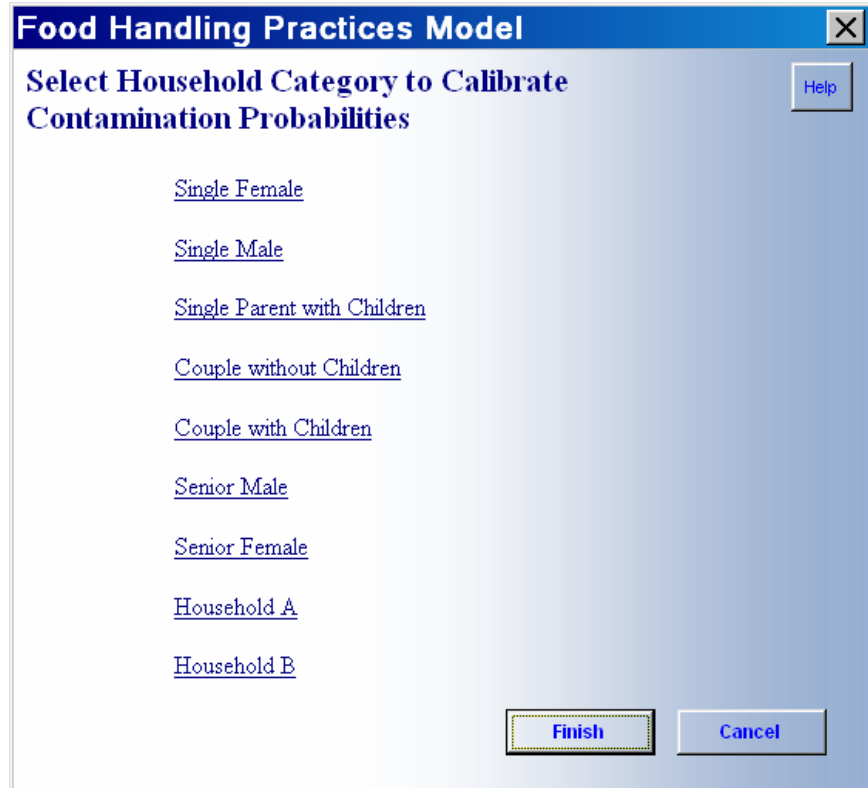 Food Handling Practices Model
Select Household Category to Calibrate
Contamination Probabilities
Help
Single Female
Single Male
Single Parent with Children
Couple without Children
Couple with Children
Senior Male
Senior Female
Household A
Household B
Finish
Cancel